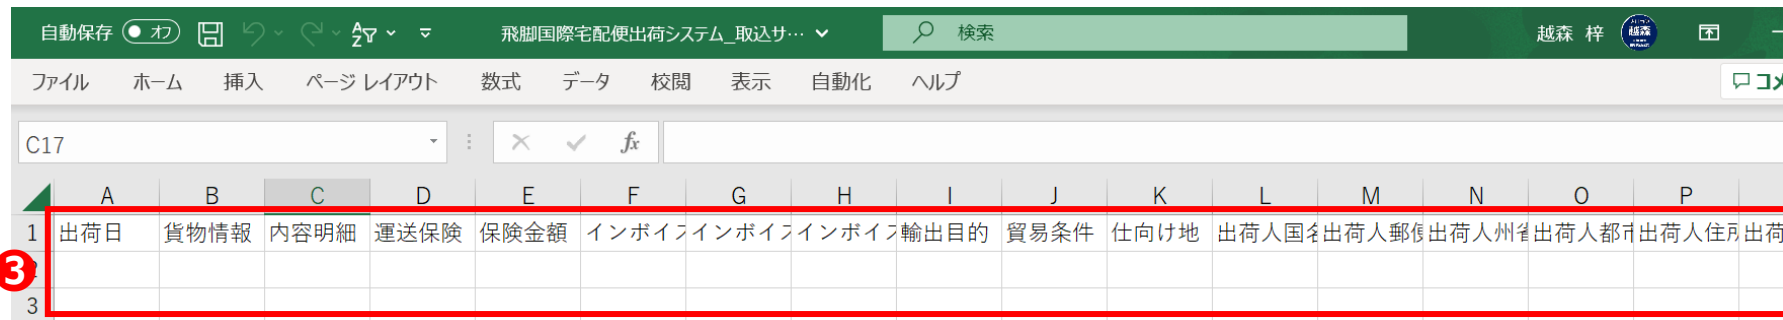 自動保存 オフ 飛脚国際宅配便出荷システム_取込サ… 検索 越森 梓
ファイル ホーム 挿入 ページ レイアウト 数式 データ 校閲 表示 自動化 ヘルプ コメ
C17 fx
A B C D E F G H I J K L M N O P
1 出荷日 貨物情報 内容明細 運送保険 保険金額 インボイス インボイス インボイス 輸出目的 貿易条件 仕向け地 出荷人国名 出荷人郵便 出荷人州省 出荷人都市 出荷人住所 出荷
3
3